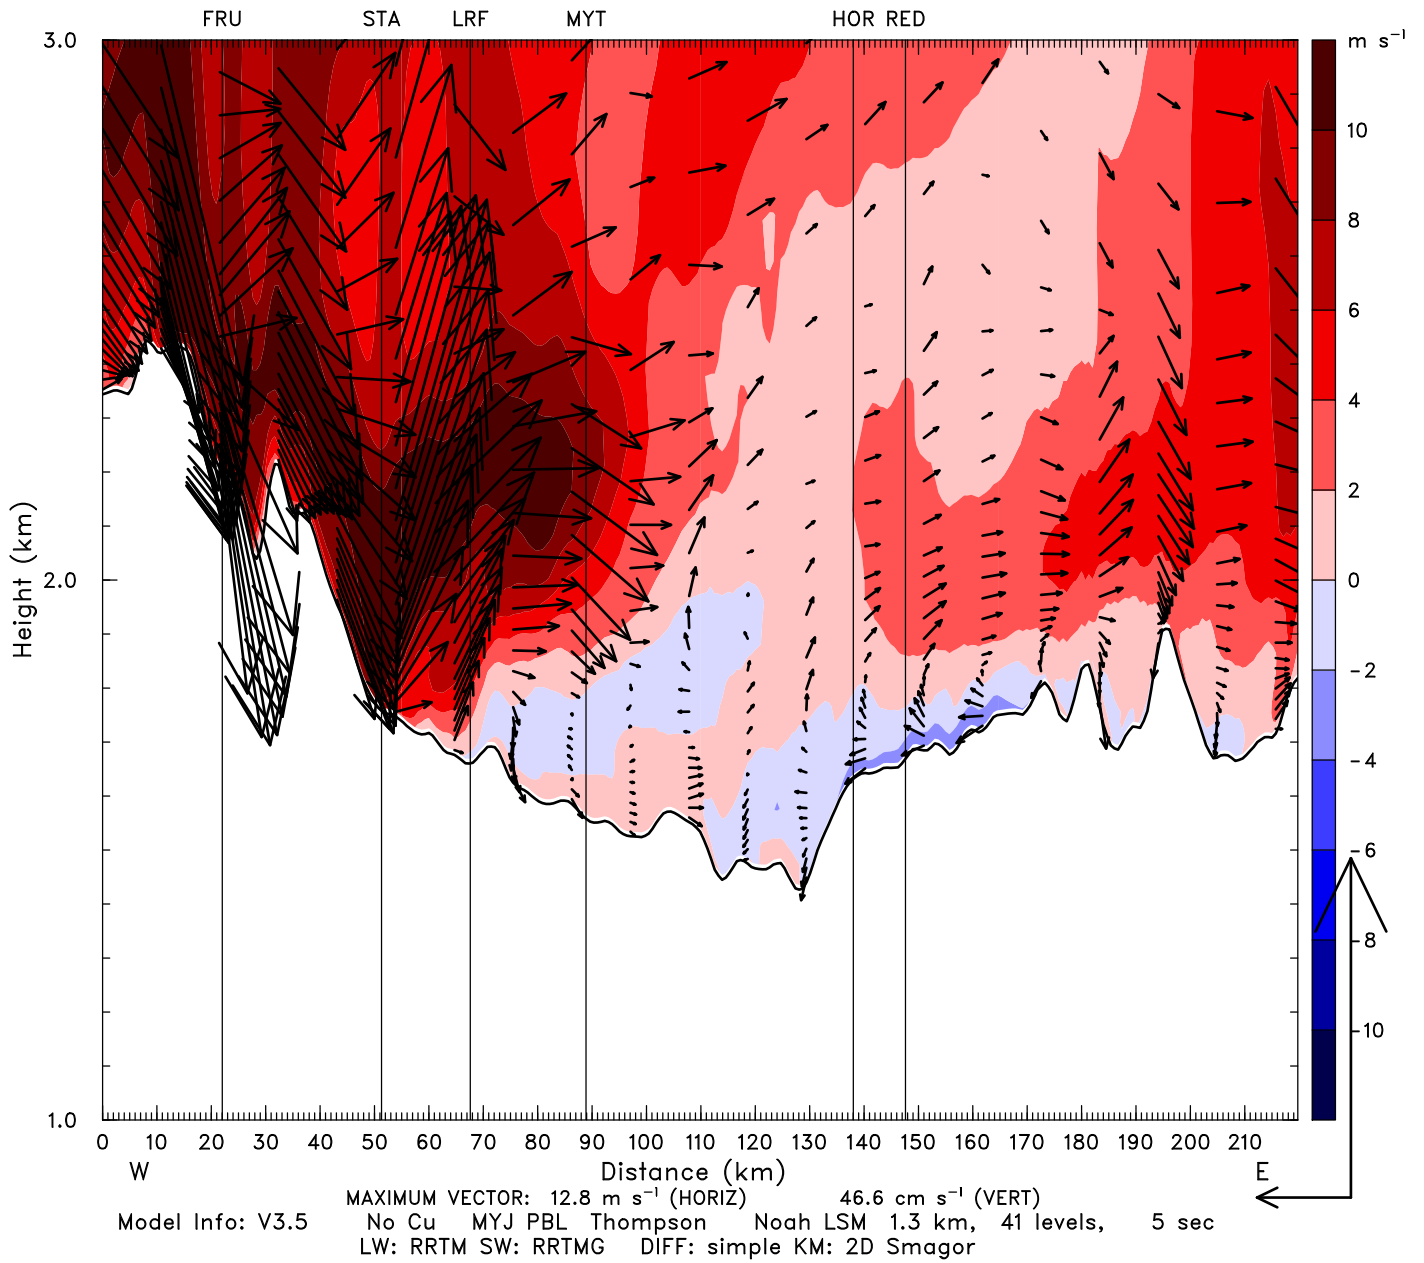 FRU STA LRF MYT HOR RED
3.0
m s⁻¹
10
8
6
4
2
0
-2
-4
-6
-8
-10
Height (km)
2.0
1.0
0 10 20 30 40 50 60 70 80 90 100 110 120 130 140 150 160 170 180 190 200 210
W Distance (km) E
MAXIMUM VECTOR: 12.8 m s⁻¹ (HORIZ) 46.6 cm s⁻¹ (VERT)
Model Info: V3.5 No Cu MYJ PBL Thompson Noah LSM 1.3 km, 41 levels, 5 sec
LW: RRTM SW: RRTMG DIFF: simple KM: 2D Smagor